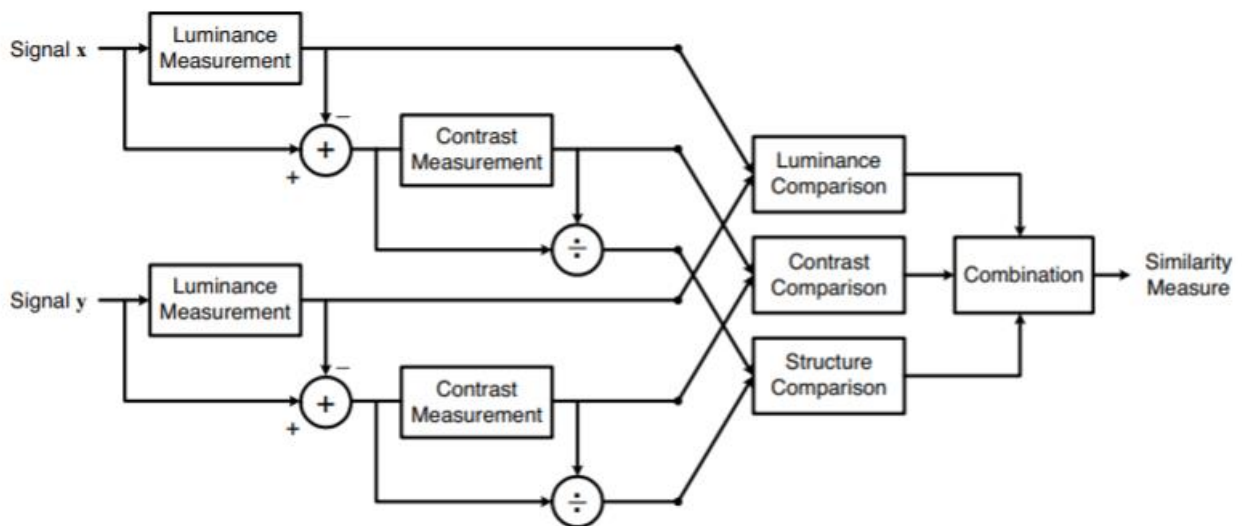 Signal x
Luminance
Measurement
−
+
+
Contrast
Measurement
÷
Luminance
Comparison
Signal y
Luminance
Measurement
Contrast
Comparison
Combination
Similarity
Measure
−
+
+
Contrast
Measurement
÷
Structure
Comparison